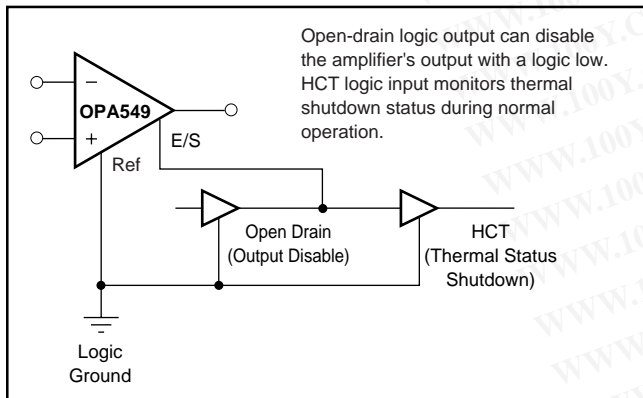 Open-drain logic output can disable
the amplifier's output with a logic low.
HCT logic input monitors thermal
shutdown status during normal
operation.
–
OPA549
+
E/S
Ref
Open Drain
(Output Disable)
HCT
(Thermal Status
Shutdown)
Logic
Ground